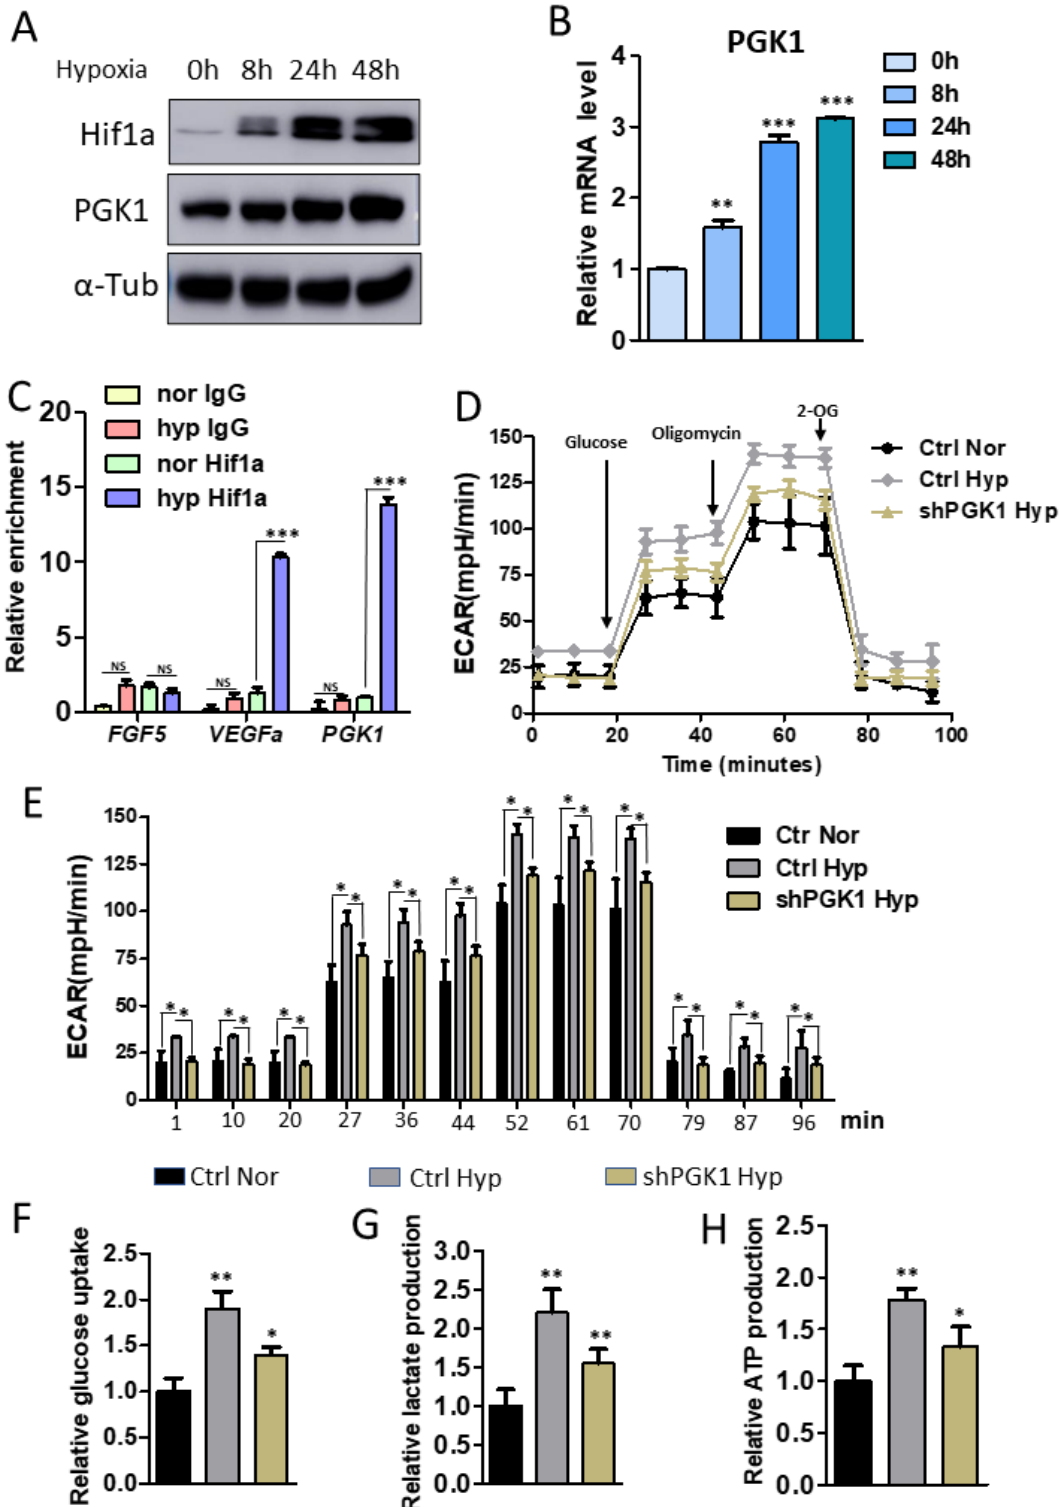 A
Hypoxia 0h 8h 24h 48h
Hif1a
PGK1
α-Tub
B
PGK1
Relative mRNA level
4
3
2
1
0
**
***
***
0h
8h
24h
48h
C
Relative enrichment
20
15
10
5
0
nor IgG
hyp IgG
nor Hif1a
hyp Hif1a
NS NS
NS ***
NS ***
FGF5 VEGFa PGK1
D
ECAR(mpH/min)
150
125
100
75
50
25
0
Glucose
Oligomycin
2-OG
Ctrl Nor
Ctrl Hyp
shPGK1 Hyp
0 20 40 60 80 100
Time (minutes)
E
ECAR(mpH/min)
150
125
100
75
50
25
0
* * * * * * * * * * * * * * * * * * * * * * * *
Ctr Nor
Ctrl Hyp
shPGK1 Hyp
1 10 20 27 36 44 52 61 70 79 87 96 min
Ctrl Nor Ctrl Hyp shPGK1 Hyp
F
Relative glucose uptake
2.5
2.0
1.5
1.0
0.5
0.0
**
*
G
Relative lactate production
3.0
2.5
2.0
1.5
1.0
0.5
0.0
**
**
H
Relative ATP production
2.5
2.0
1.5
1.0
0.5
0.0
**
*